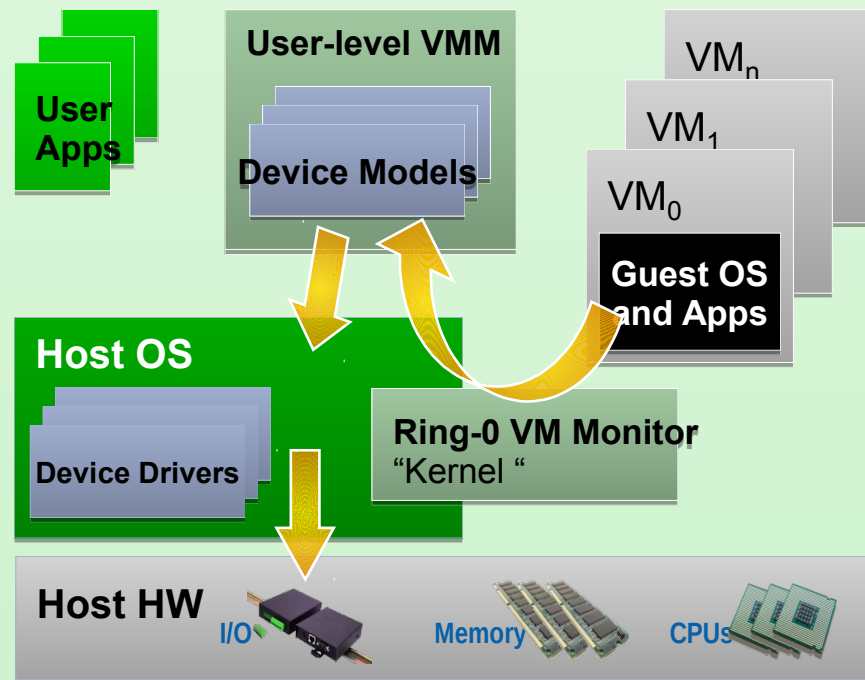 User
Apps
User-level VMM
Device Models
VMₙ
VM₁
VM₀
Guest OS
and Apps
Host OS
Device Drivers
Ring-0 VM Monitor
“Kernel “
Host HW
I/O
Memory
CPUs